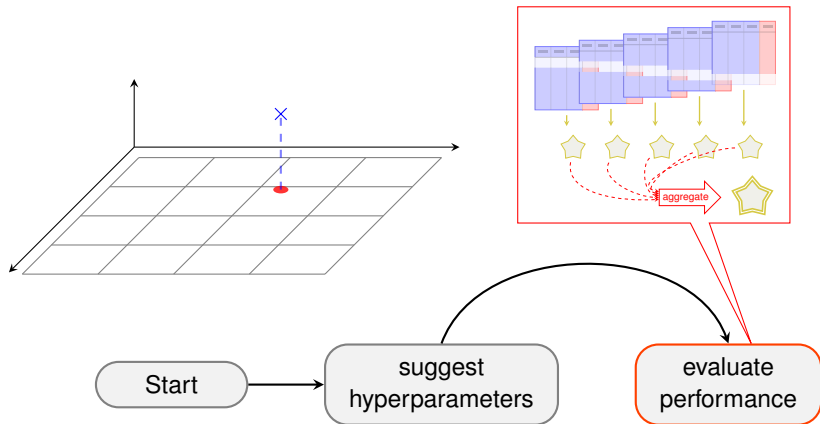 aggregate
Start
suggest
hyperparameters
evaluate
performance